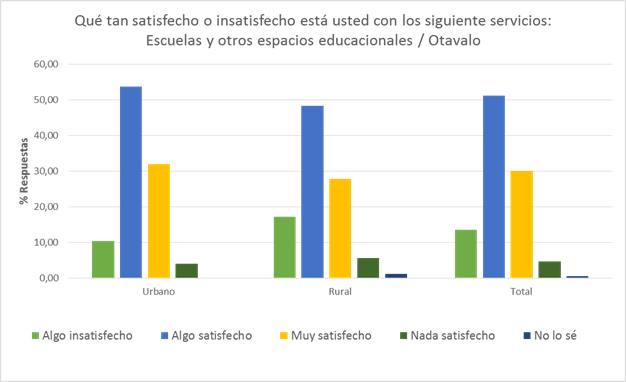 Qué tan satisfecho o insatisfecho está usted con los siguiente servicios:
Escuelas y otros espacios educacionales / Otavalo
60,00
50,00
40,00
30,00
20,00
10,00
0,00
% Respuestas
Urbano Rural Total
Algo insatisfecho Algo satisfecho Muy satisfecho Nada satisfecho No lo sé